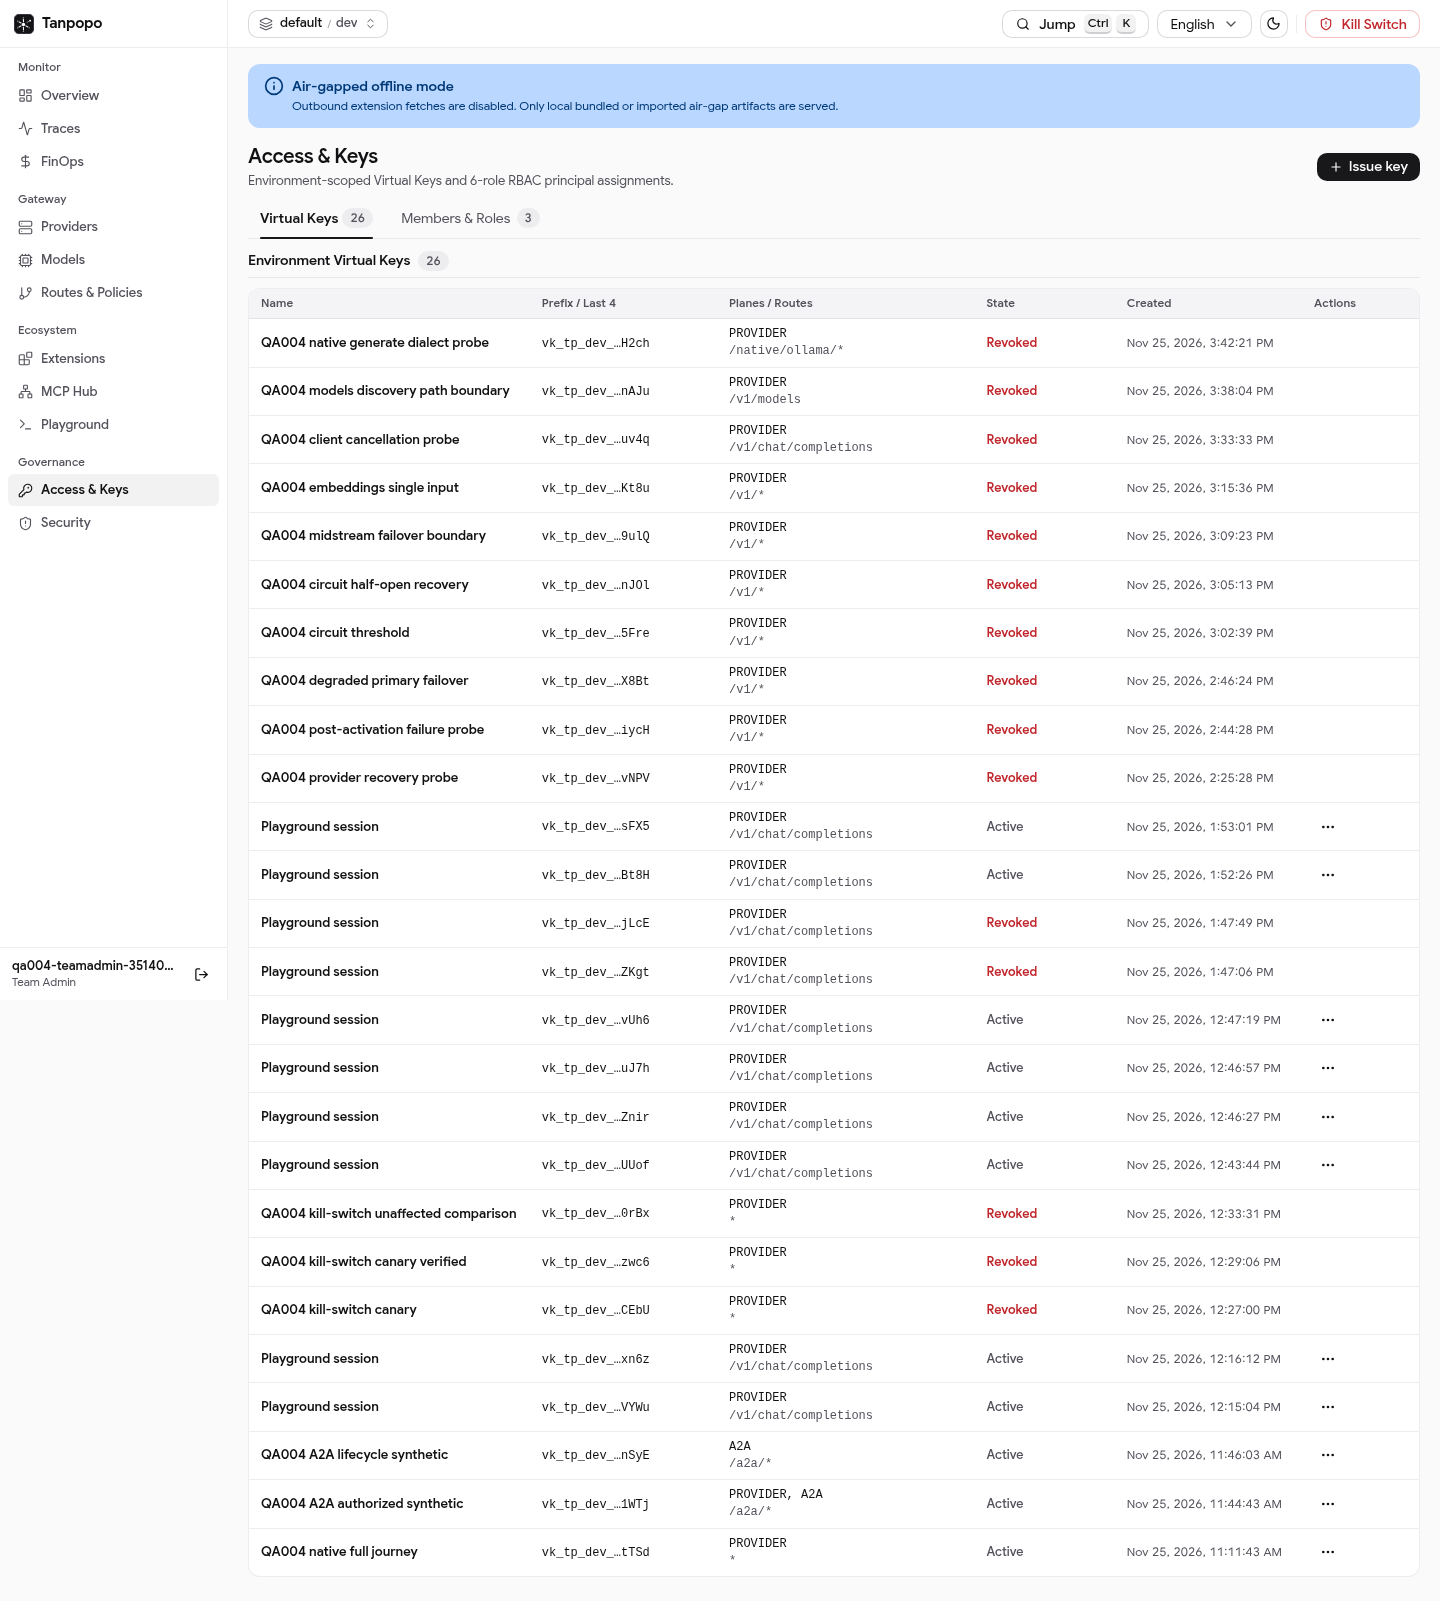 Tanpopo
default / dev
Jump Ctrl K
English
Kill Switch
Monitor
Overview
Traces
FinOps
Gateway
Providers
Models
Routes & Policies
Ecosystem
Extensions
MCP Hub
Playground
Governance
Access & Keys
Security
qa004-teamadmin-35140...
Team Admin
Air-gapped offline mode
Outbound extension fetches are disabled. Only local bundled or imported air-gap artifacts are served.
Access & Keys
Environment-scoped Virtual Keys and 6-role RBAC principal assignments.
Issue key
Virtual Keys 26 Members & Roles 3
Environment Virtual Keys 26
Name Prefix / Last 4 Planes / Routes State Created Actions
QA004 native generate dialect probe vk_tp_dev_…H2ch PROVIDER Revoked Nov 25, 2026, 3:42:21 PM
/native/ollama/*
QA004 models discovery path boundary vk_tp_dev_…nAJu PROVIDER Revoked Nov 25, 2026, 3:38:04 PM
/v1/models
QA004 client cancellation probe vk_tp_dev_…uv4q PROVIDER Revoked Nov 25, 2026, 3:33:33 PM
/v1/chat/completions
QA004 embeddings single input vk_tp_dev_…Kt8u PROVIDER Revoked Nov 25, 2026, 3:15:36 PM
/v1/*
QA004 midstream failover boundary vk_tp_dev_…9ulQ PROVIDER Revoked Nov 25, 2026, 3:09:23 PM
/v1/*
QA004 circuit half-open recovery vk_tp_dev_…nJOl PROVIDER Revoked Nov 25, 2026, 3:05:13 PM
/v1/*
QA004 circuit threshold vk_tp_dev_…5Fre PROVIDER Revoked Nov 25, 2026, 3:02:39 PM
/v1/*
QA004 degraded primary failover vk_tp_dev_…X8Bt PROVIDER Revoked Nov 25, 2026, 2:46:24 PM
/v1/*
QA004 post-activation failure probe vk_tp_dev_…iycH PROVIDER Revoked Nov 25, 2026, 2:44:28 PM
/v1/*
QA004 provider recovery probe vk_tp_dev_…vNPV PROVIDER Revoked Nov 25, 2026, 2:25:28 PM
/v1/*
Playground session vk_tp_dev_…sFX5 PROVIDER Active Nov 25, 2026, 1:53:01 PM
/v1/chat/completions
Playground session vk_tp_dev_…Bt8H PROVIDER Active Nov 25, 2026, 1:52:26 PM
/v1/chat/completions
Playground session vk_tp_dev_…jLcE PROVIDER Revoked Nov 25, 2026, 1:47:49 PM
/v1/chat/completions
Playground session vk_tp_dev_…ZKgt PROVIDER Revoked Nov 25, 2026, 1:47:06 PM
/v1/chat/completions
Playground session vk_tp_dev_…vUh6 PROVIDER Active Nov 25, 2026, 12:47:19 PM
/v1/chat/completions
Playground session vk_tp_dev_…uJ7h PROVIDER Active Nov 25, 2026, 12:46:57 PM
/v1/chat/completions
Playground session vk_tp_dev_…Znir PROVIDER Active Nov 25, 2026, 12:46:27 PM
/v1/chat/completions
Playground session vk_tp_dev_…UUof PROVIDER Active Nov 25, 2026, 12:43:44 PM
/v1/chat/completions
QA004 kill-switch unaffected comparison vk_tp_dev_…0rBx PROVIDER Revoked Nov 25, 2026, 12:33:31 PM
*
QA004 kill-switch canary verified vk_tp_dev_…zwc6 PROVIDER Revoked Nov 25, 2026, 12:29:06 PM
*
QA004 kill-switch canary vk_tp_dev_…CEbU PROVIDER Revoked Nov 25, 2026, 12:27:00 PM
*
Playground session vk_tp_dev_…xn6z PROVIDER Active Nov 25, 2026, 12:16:12 PM
/v1/chat/completions
Playground session vk_tp_dev_…VYWu PROVIDER Active Nov 25, 2026, 12:15:04 PM
/v1/chat/completions
QA004 A2A lifecycle synthetic vk_tp_dev_…nSyE A2A Active Nov 25, 2026, 11:46:03 AM
/a2a/*
QA004 A2A authorized synthetic vk_tp_dev_…1WTj PROVIDER, A2A Active Nov 25, 2026, 11:44:43 AM
/a2a/*
QA004 native full journey vk_tp_dev_…tTSd PROVIDER Active Nov 25, 2026, 11:11:43 AM
*